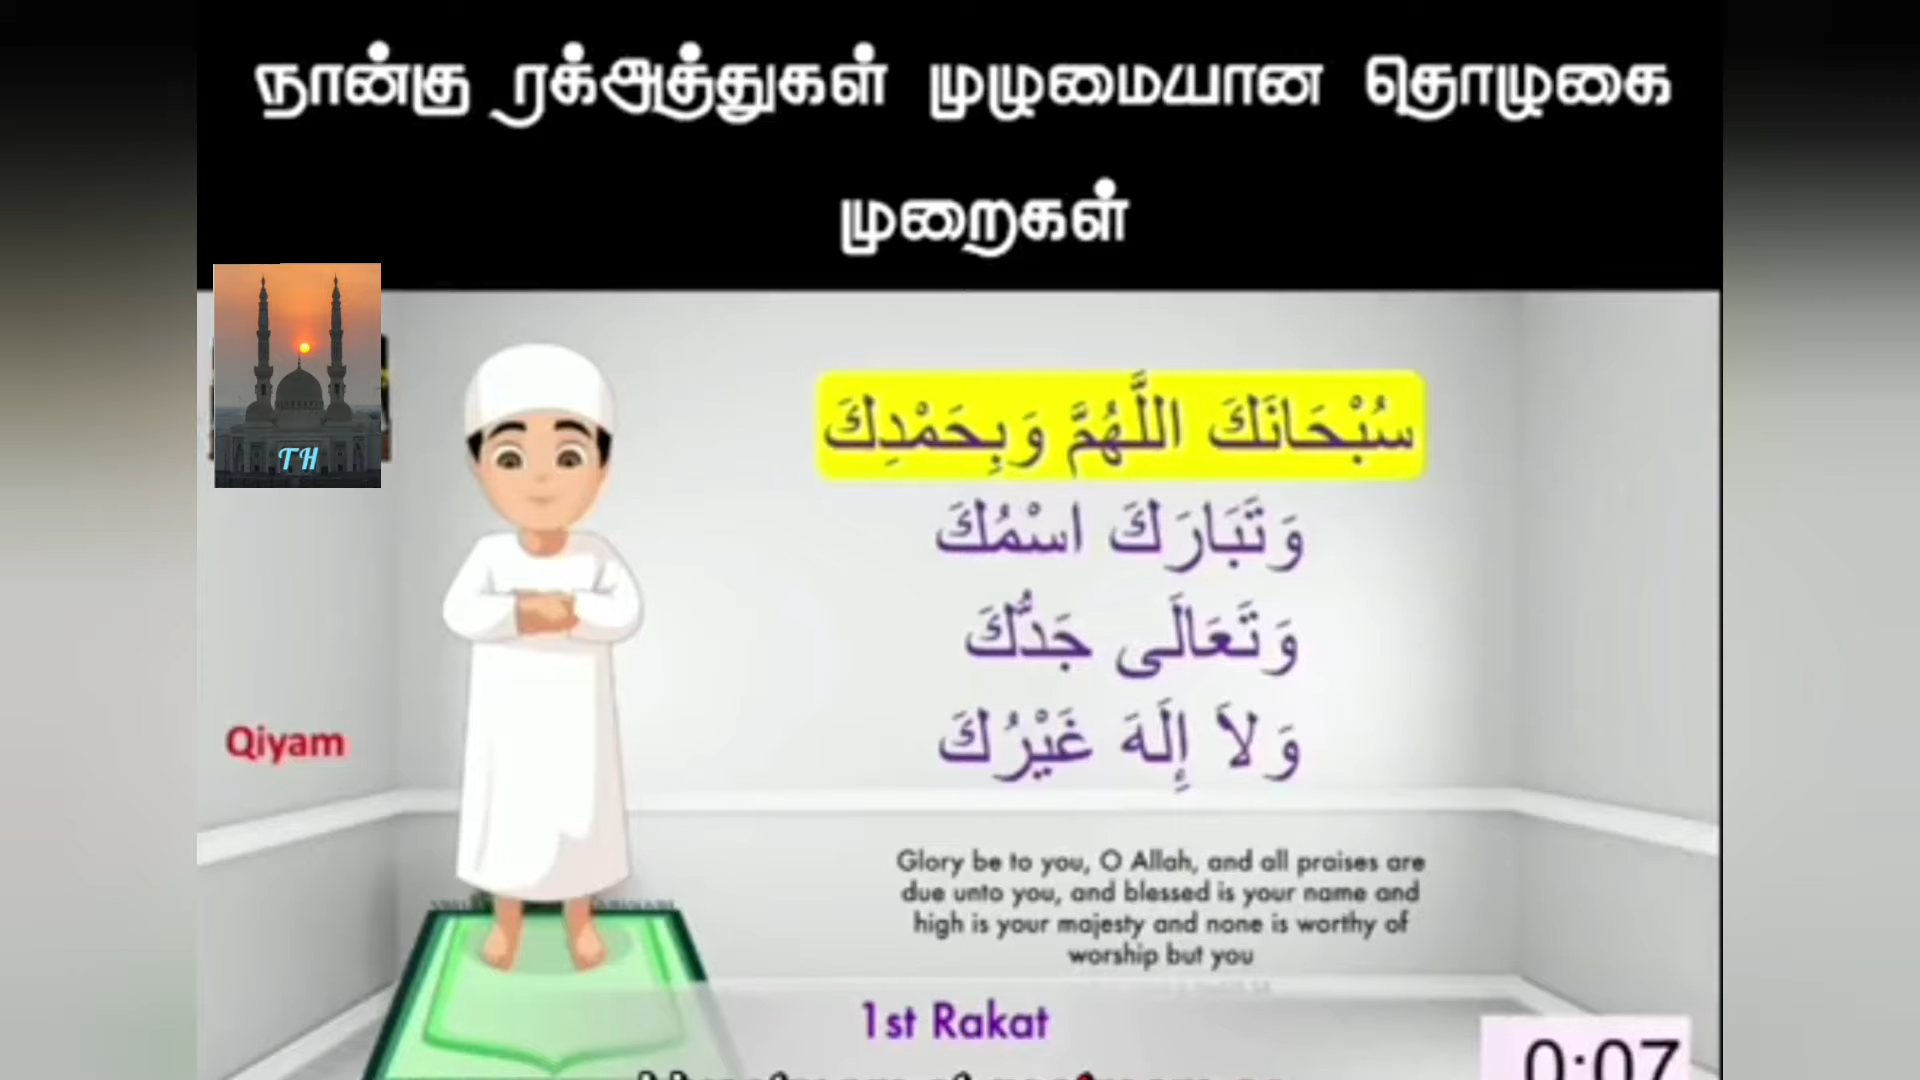 நான்கு ரக்அத்துகள் முழுமையான தொழுகை
முறைகள்
TH
سُبْحَانَكَ اللَّهُمَّ وَبِحَمْدِكَ
وَتَبَارَكَ اسْمُكَ
وَتَعَالَى جَدُّكَ
وَلاَ إِلَهَ غَيْرُكَ
Qiyam
Glory be to you, O Allah, and all praises are
due unto you, and blessed is your name and
high is your majesty and none is worthy of
worship but you
1st Rakat
0:07